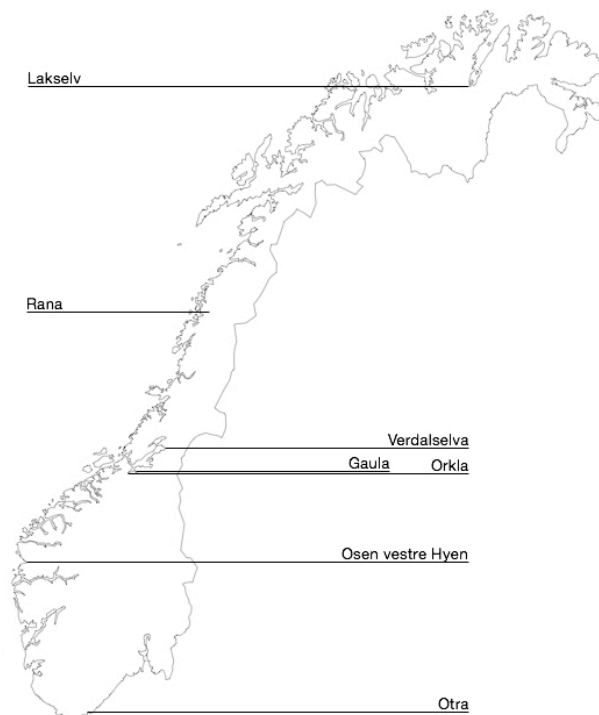 Lakselv
Rana
Verdalselva
Gaula Orkla
Osen vestre Hyen
Otra